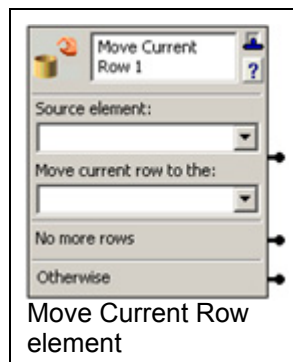 Move Current
Row 1
?
Source element:
Move current row to the:
No more rows
Otherwise
Move Current Row
element